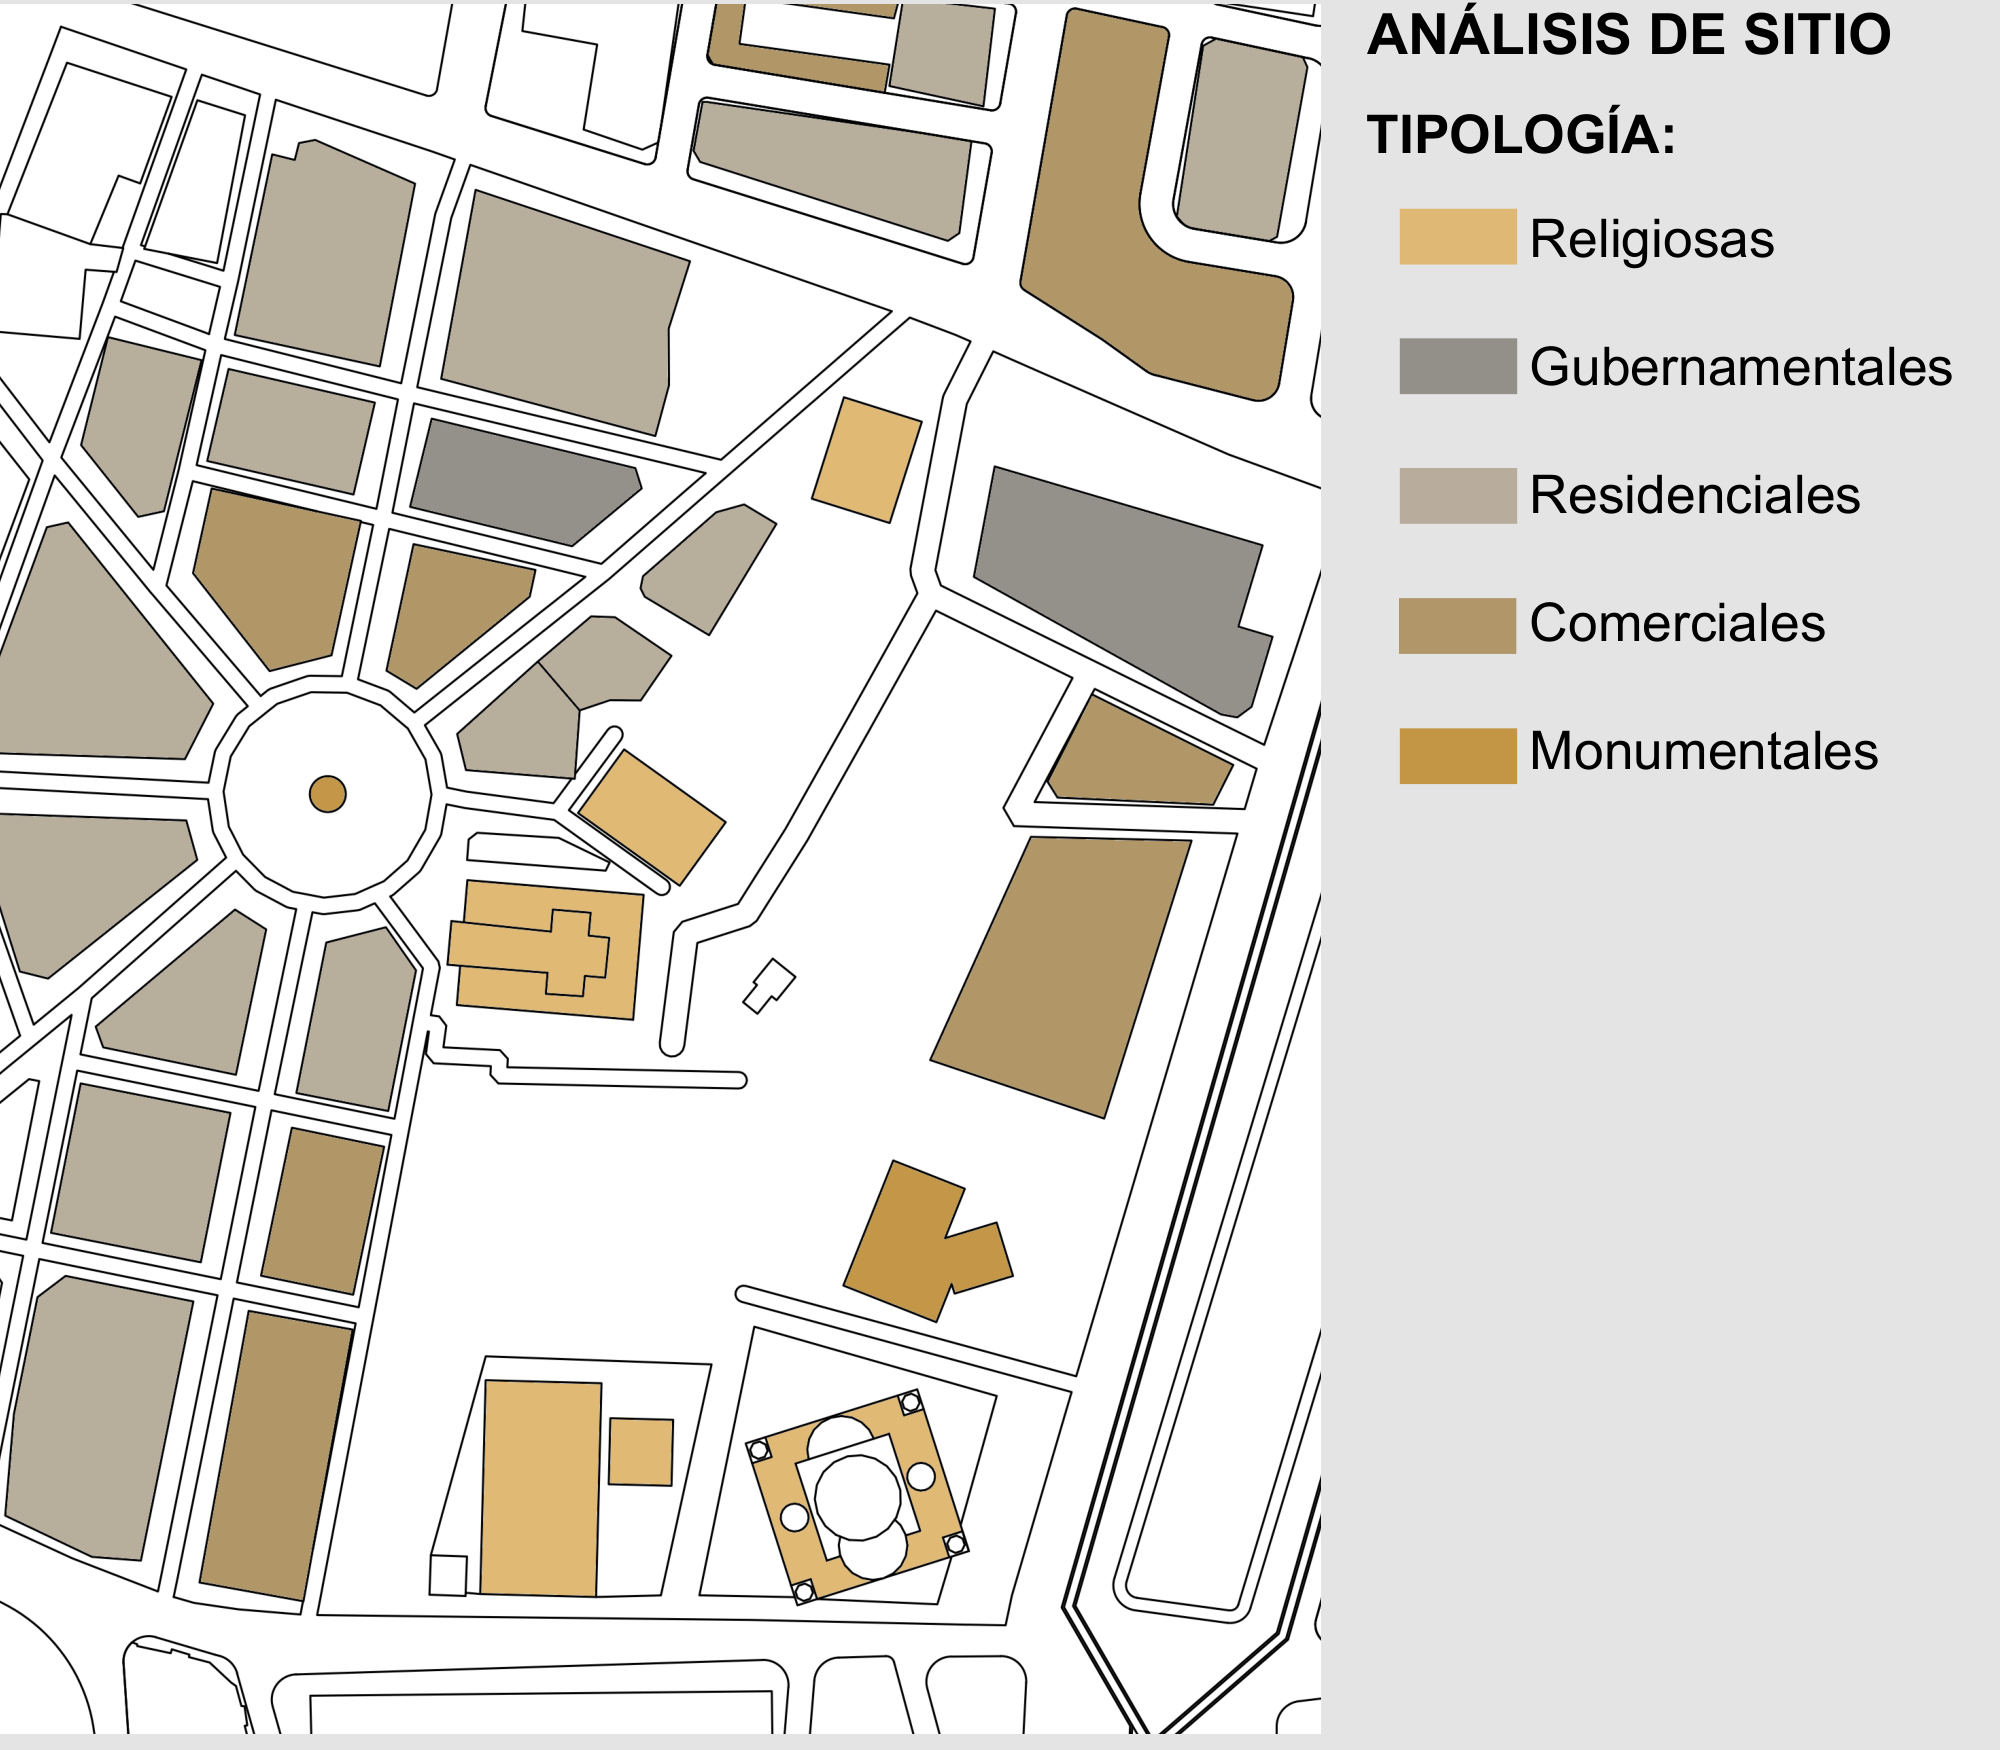 ANÁLISIS DE SITIO
TIPOLOGÍA:
Religiosas
Gubernamentales
Residenciales
Comerciales
Monumentales